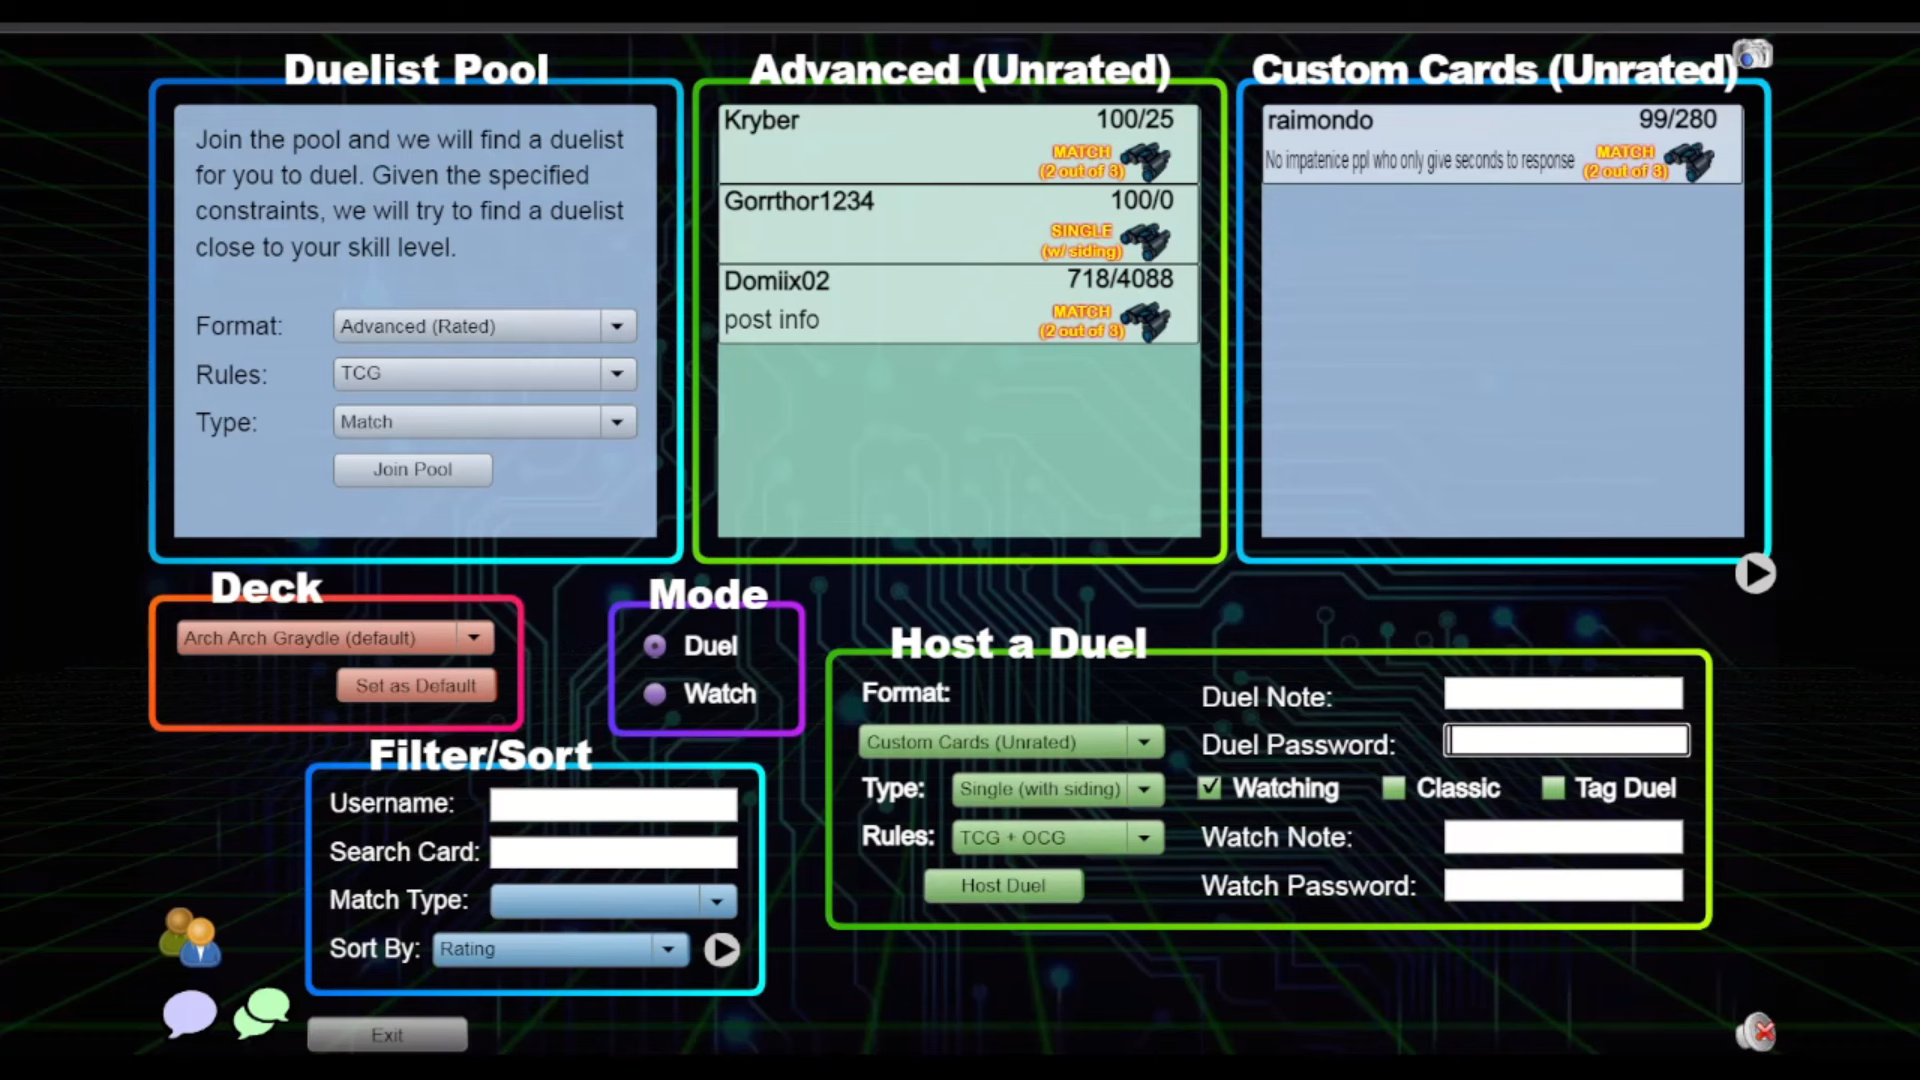 Duelist Pool
Join the pool and we will find a duelist
for you to duel. Given the specified
constraints, we will try to find a duelist
close to your skill level.
Format: Advanced (Rated)
Rules: TCG
Type: Match
Join Pool
Advanced (Unrated)
Kryber 100/25
MATCH
(2 out of 3)
Gorrthor1234 100/0
SINGLE
(w/ siding)
Domiix02 718/4088
post info MATCH
(2 out of 3)
Custom Cards (Unrated)
raimondo 99/280
No impatenice ppl who only give seconds to response MATCH
(2 out of 3)
Deck
Arch Arch Graydle (default)
Set as Default
Mode
Duel
Watch
Filter/Sort
Username:
Search Card:
Match Type:
Sort By: Rating
Exit
Host a Duel
Format:
Custom Cards (Unrated)
Type: Single (with siding)
Rules: TCG + OCG
Host Duel
Duel Note:
Duel Password:
Watching Classic Tag Duel
Watch Note:
Watch Password: